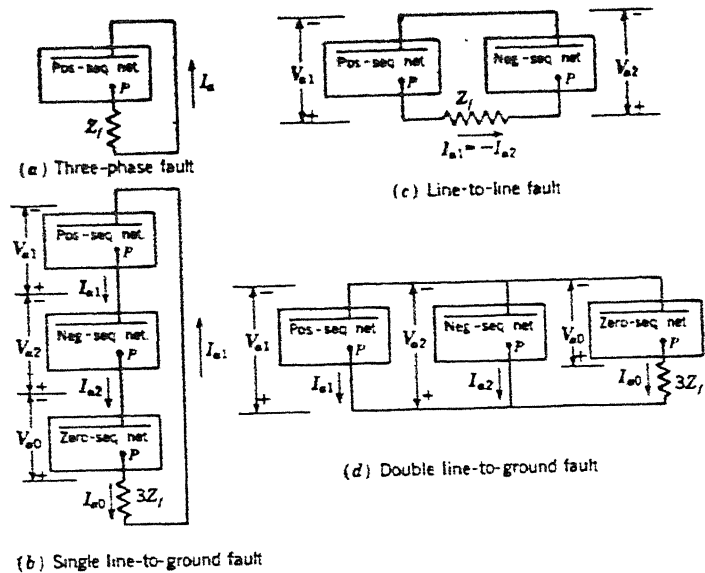 Pos-seq net.
P
Z_f
I_a
(a) Three-phase fault
V_a1
Pos-seq net
P
Neg-seq net.
P
V_a2
Z_f
I_a1 = -I_a2
(c) Line-to-line fault
V_a1
Pos-seq net.
P
I_a1
V_a2
Neg-seq net.
P
I_a2
V_a0
Zero-seq net
P
I_a0
3Z_f
I_a1
(b) Single line-to-ground fault
V_a1
Pos-seq net
P
I_a1
V_a2
Neg-seq net
P
I_a2
V_a0
Zero-seq net
P
I_a0
3Z_f
(d) Double line-to-ground fault